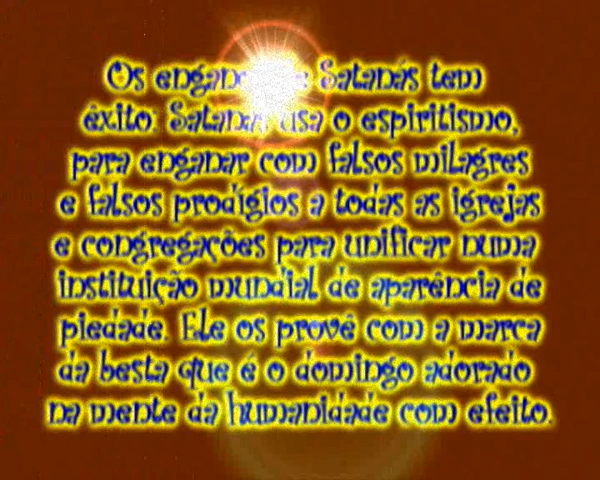 Os de Satanás tem
êxito. Satanás usa o espiritismo,
para enganar com falsos milagres
e falsos prodígios a todas as igrejas
e congregações para unificar numa
instituição mundial de aparência de
piedade. Ele os provê com a marca
da besta que é o domingo adorado
na mente da humanidade com efeito.